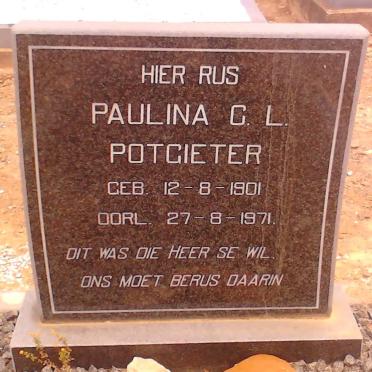 HIER RUS
PAULINA C. L.
POTGIETER
GEB. 12-8-1901
OORL. 27-8-1971.
DIT WAS DIE HEER SE WIL.
ONS MOET BERUS DAARIN